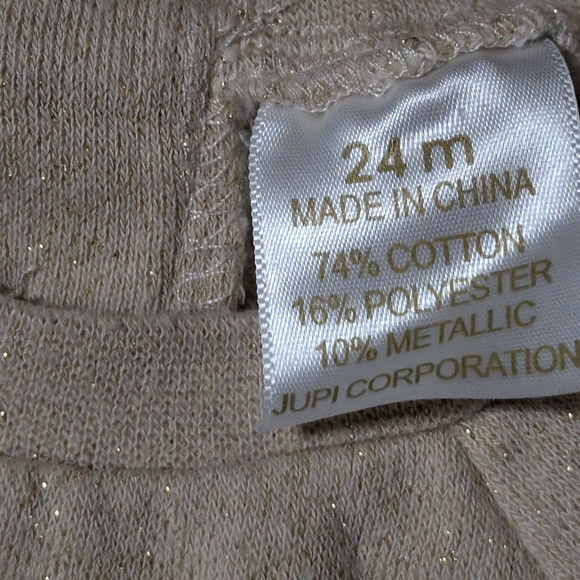 24 m
MADE IN CHINA
74% COTTON
16% POLYESTER
10% METALLIC
JUPI CORPORATION